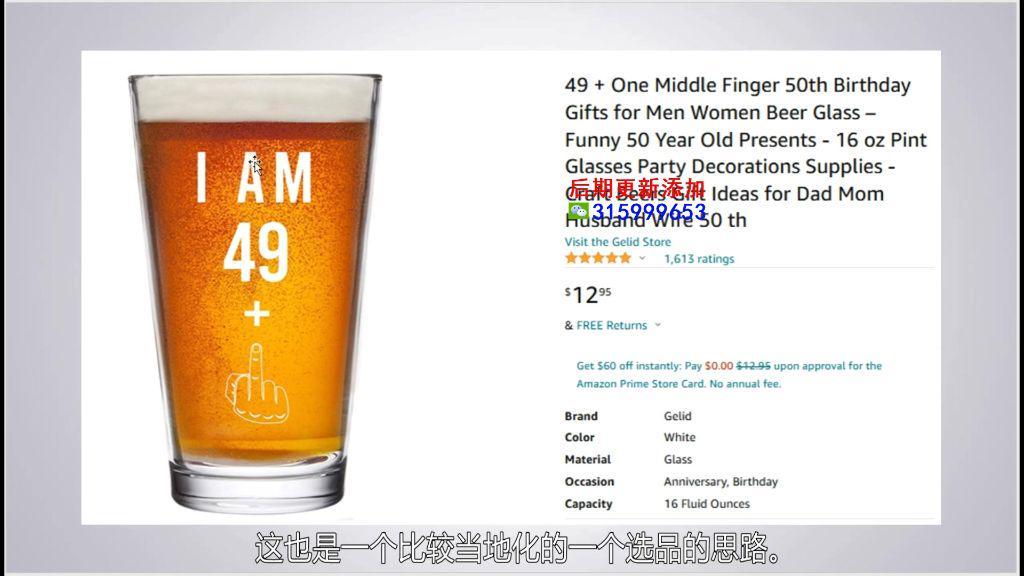 I AM
49
+
49 + One Middle Finger 50th Birthday
Gifts for Men Women Beer Glass –
Funny 50 Year Old Presents - 16 oz Pint
Glasses Party Decorations Supplies -
Craft Beers Gift Ideas for Dad Mom
Husband Wife 50 th
后期更新添加
315999653
Visit the Gelid Store
1,613 ratings
$12.95
& FREE Returns
Get $60 off instantly: Pay $0.00 $12.95 upon approval for the
Amazon Prime Store Card. No annual fee.
Brand Gelid
Color White
Material Glass
Occasion Anniversary, Birthday
Capacity 16 Fluid Ounces
这也是一个比较当地化的一个选品的思路。